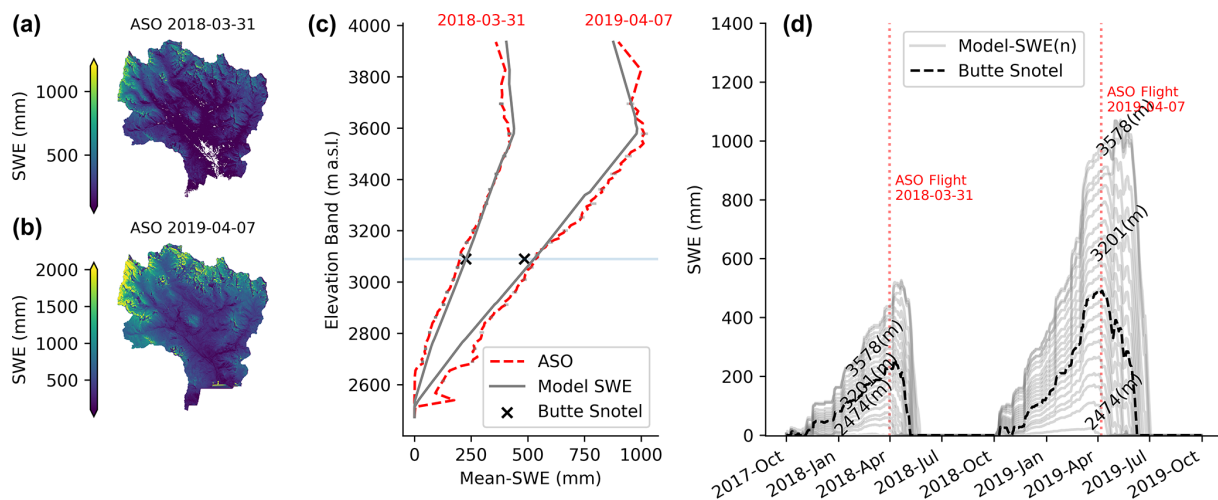 (a)
ASO 2018-03-31
SWE (mm)
1000
500
(b)
ASO 2019-04-07
SWE (mm)
2000
1500
1000
500
(c)
2018-03-31
2019-04-07
Elevation Band (m a.s.l.)
4000
3800
3600
3400
3200
3000
2800
2600
ASO
Model SWE
Butte Snotel
0
250
500
750
1000
Mean-SWE (mm)
(d)
SWE (mm)
1400
1200
1000
800
600
400
200
0
Model-SWE(n)
Butte Snotel
ASO Flight
2018-03-31
ASO Flight
2019-04-07
3578(m)
3201(m)
2474(m)
3578(m)
3201(m)
2474(m)
2017-Oct
2018-Jan
2018-Apr
2018-Jul
2018-Oct
2019-Jan
2019-Apr
2019-Jul
2019-Oct